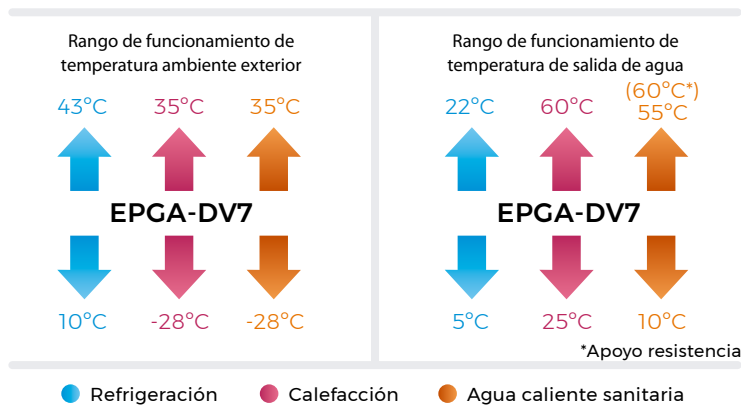 Rango de funcionamiento de
temperatura ambiente exterior
43°C 35°C 35°C
EPGA-DV7
10°C -28°C -28°C
Rango de funcionamiento de
temperatura de salida de agua
(60°C*)
22°C 60°C 55°C
EPGA-DV7
5°C 25°C 10°C
*Apoyo resistencia
Refrigeración Calefacción Agua caliente sanitaria